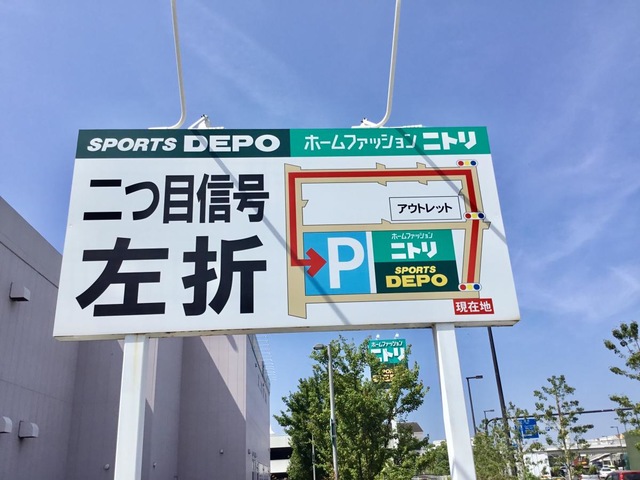 SPORTS DEPO
ホームファッションニトリ
二つ目信号
左折
アウトレット
P
ホームファッション
ニトリ
SPORTS
DEPO
現在地
ニトリ